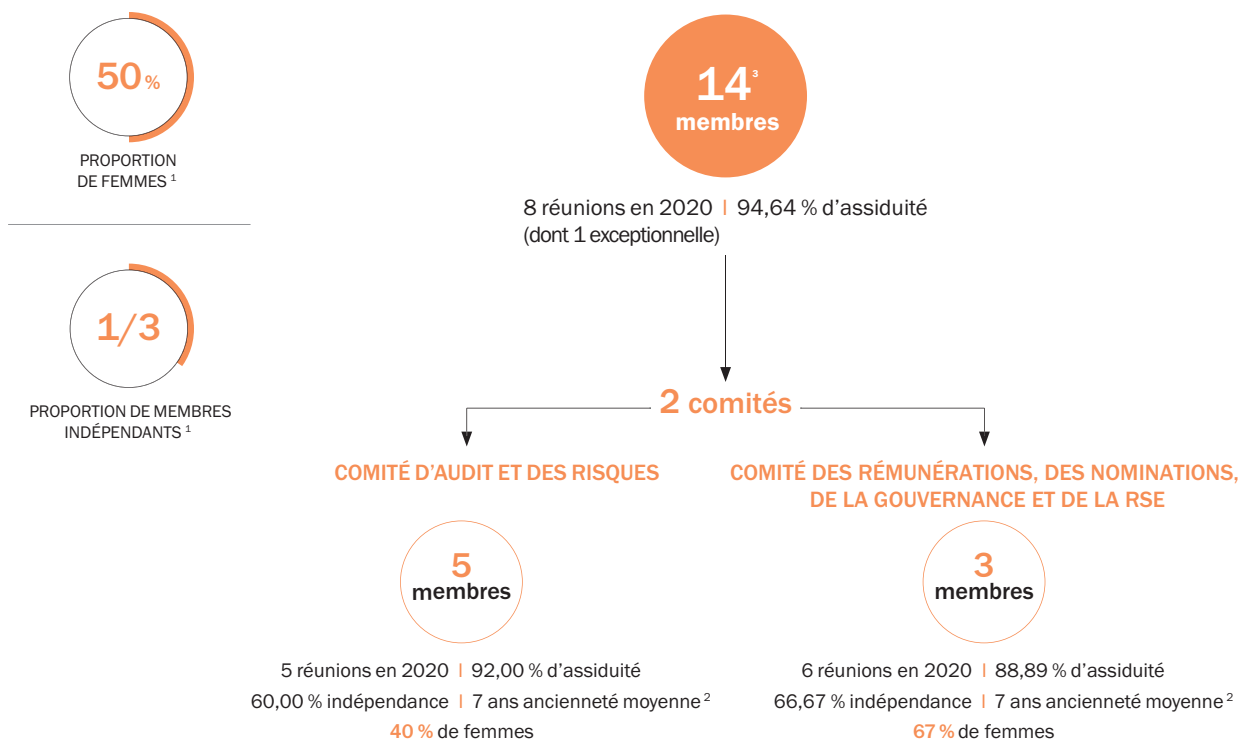 50 %
PROPORTION
DE FEMMES ¹
1/3
PROPORTION DE MEMBRES
INDÉPENDANTS ¹
14³
membres
8 réunions en 2020 | 94,64 % d’assiduité
(dont 1 exceptionnelle)
2 comités
COMITÉ D’AUDIT ET DES RISQUES
5
membres
5 réunions en 2020 | 92,00 % d’assiduité
60,00 % indépendance | 7 ans ancienneté moyenne ²
40 % de femmes
COMITÉ DES RÉMUNÉRATIONS, DES NOMINATIONS,
DE LA GOUVERNANCE ET DE LA RSE
3
membres
6 réunions en 2020 | 88,89 % d’assiduité
66,67 % indépendance | 7 ans ancienneté moyenne ²
67 % de femmes